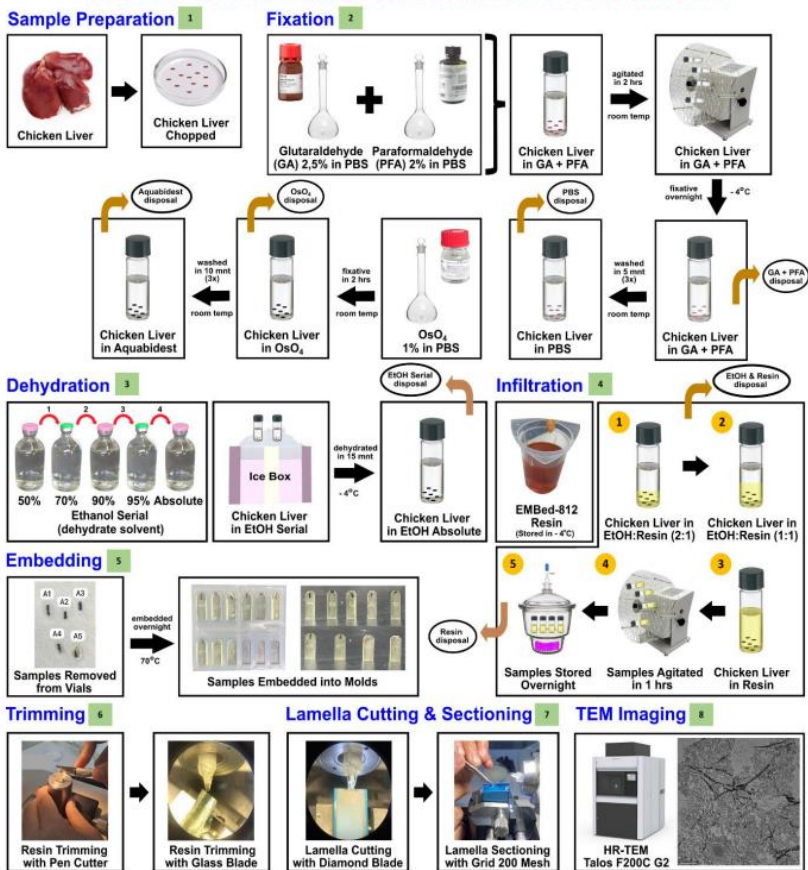 Sample Preparation 1
Fixation 2
Chicken Liver
Chicken Liver
Chopped
Glutaraldehyde
(GA) 2,5% in PBS
Paraformaldehyde
(PFA) 2% in PBS
Chicken Liver
in GA + PFA
agitated
in 2 hrs
room temp
Chicken Liver
in GA + PFA
fixative
overnight
- 4°C
GA + PFA
disposal
Chicken Liver
in GA + PFA
washed
in 5 mnt
(3x)
room temp
PBS
disposal
Chicken Liver
in PBS
OsO4
1% in PBS
fixative
in 2 hrs
room temp
OsO4
disposal
Chicken Liver
in OsO4
washed
in 10 mnt
(3x)
room temp
Aquabidest
disposal
Chicken Liver
in Aquabidest
Dehydration 3
1 2 3 4
50% 70% 90% 95% Absolute
Ethanol Serial
(dehydrate solvent)
Ice Box
Chicken Liver
in EtOH Serial
dehydrated
in 15 mnt
- 4°C
EtOH Serial
disposal
Chicken Liver
in EtOH Absolute
Infiltration 4
EMBed-812
Resin
(Stored in - 4°C)
EtOH & Resin
disposal
1
Chicken Liver in
EtOH:Resin (2:1)
2
Chicken Liver in
EtOH:Resin (1:1)
3
Chicken Liver
in Resin
4
Samples Agitated
in 1 hrs
5
Samples Stored
Overnight
Resin
disposal
Embedding 5
A1 A2 A3
A4 A5
Samples Removed
from Vials
embedded
overnight
70°C
Samples Embedded into Molds
Trimming 6
Resin Trimming
with Pen Cutter
Resin Trimming
with Glass Blade
Lamella Cutting & Sectioning 7
Lamella Cutting
with Diamond Blade
Lamella Sectioning
with Grid 200 Mesh
TEM Imaging 8
HR-TEM
Talos F200C G2